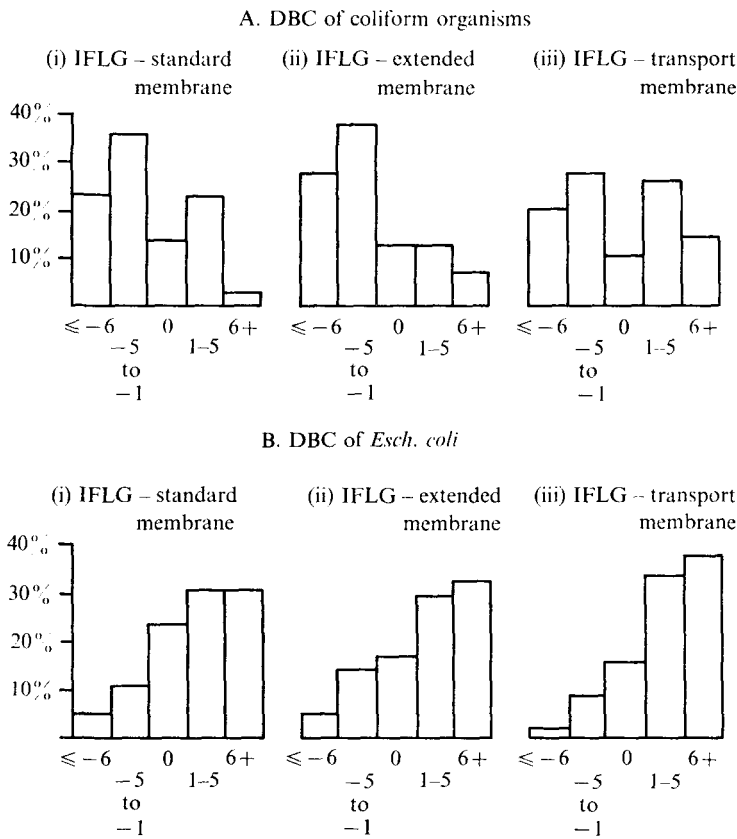 A. DBC of coliform organisms
(i) IFLG – standard membrane
(ii) IFLG – extended membrane
(iii) IFLG – transport membrane
40%
30%
20%
10%
⩽ −6
−5 to −1
0
1–5
6+
⩽ −6
−5 to −1
0
1–5
6+
⩽ −6
−5 to −1
0
1–5
6+
B. DBC of Esch. coli
(i) IFLG – standard membrane
(ii) IFLG – extended membrane
(iii) IFLG – transport membrane
40%
30%
20%
10%
⩽ −6
−5 to −1
0
1–5
6+
⩽ −6
−5 to −1
0
1–5
6+
⩽ −6
−5 to −1
0
1–5
6+